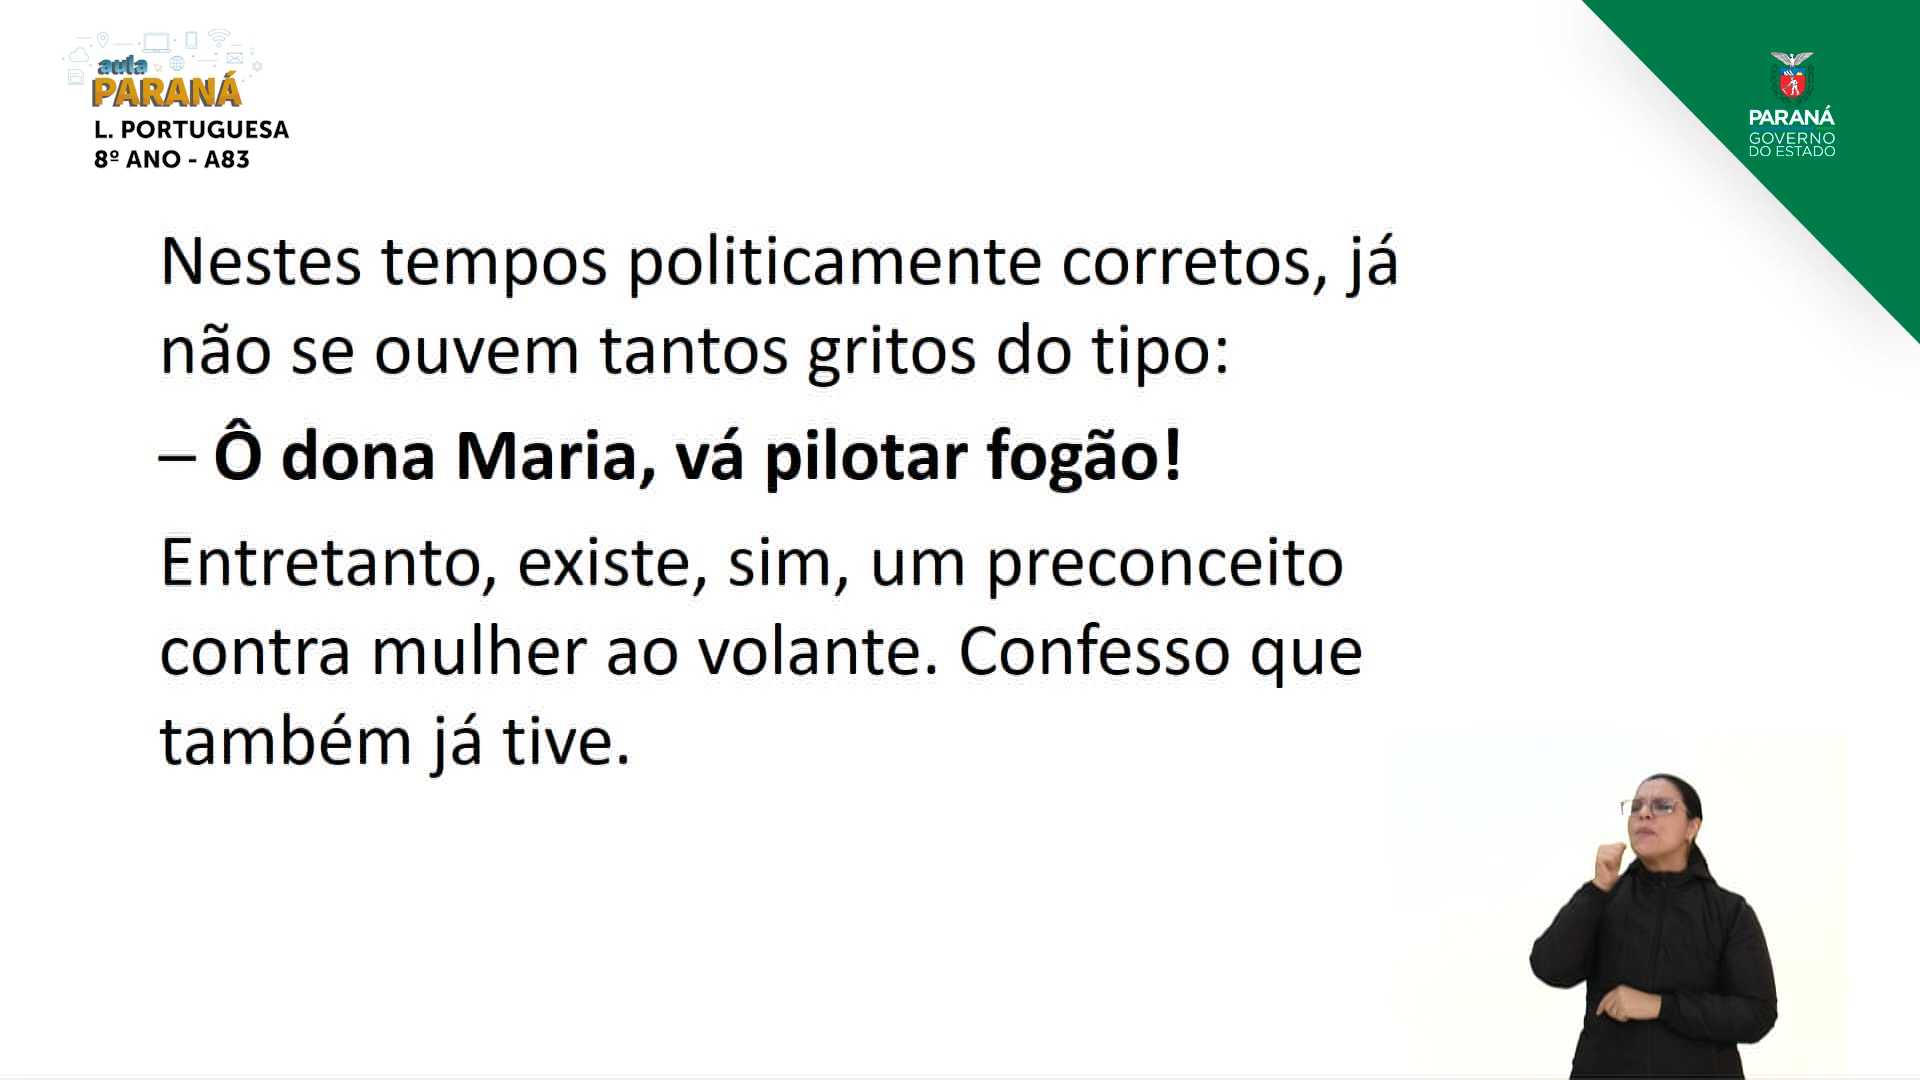 aula
PARANÁ
L. PORTUGUESA
8º ANO - A83
PARANÁ
GOVERNO
DO ESTADO
Nestes tempos politicamente corretos, já
não se ouvem tantos gritos do tipo:
– Ô dona Maria, vá pilotar fogão!
Entretanto, existe, sim, um preconceito
contra mulher ao volante. Confesso que
também já tive.